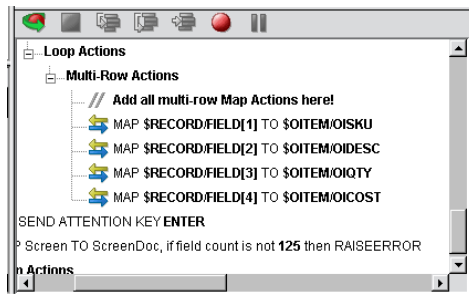 Loop Actions
Multi-Row Actions
// Add all multi-row Map Actions here!
MAP $RECORD/FIELD[1] TO $OITEM/OISKU
MAP $RECORD/FIELD[2] TO $OITEM/OIDESC
MAP $RECORD/FIELD[3] TO $OITEM/OIQTY
MAP $RECORD/FIELD[4] TO $OITEM/OICOST
SEND ATTENTION KEY ENTER
Screen TO ScreenDoc, if field count is not 125 then RAISEERROR
n Actions